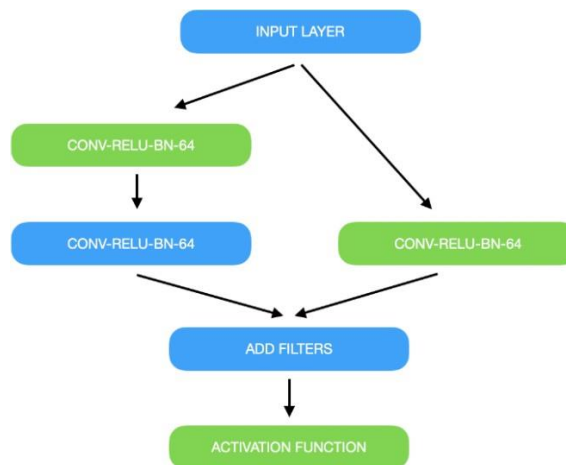 INPUT LAYER
CONV-RELU-BN-64
CONV-RELU-BN-64
CONV-RELU-BN-64
ADD FILTERS
ACTIVATION FUNCTION